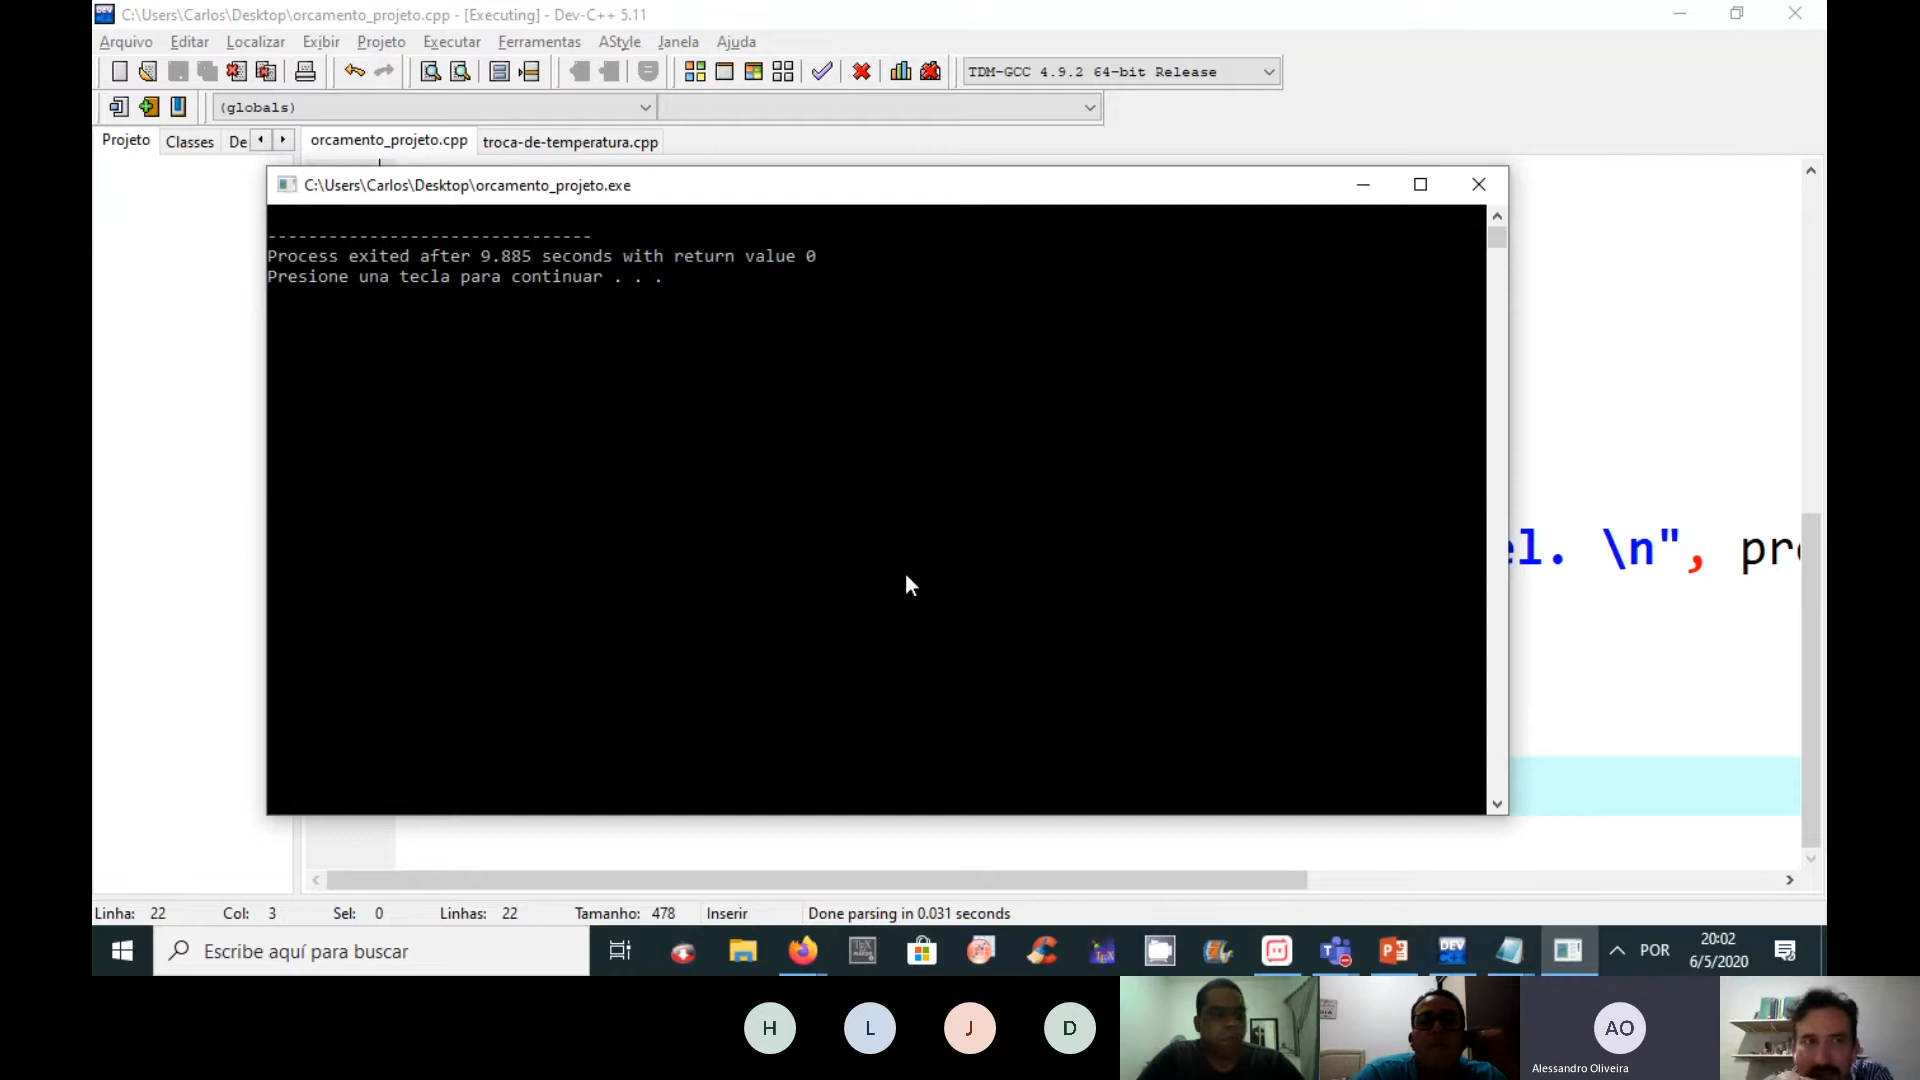 C:\Users\Carlos\Desktop\orcamento_projeto.cpp - [Executing] - Dev-C++ 5.11
Arquivo Editar Localizar Exibir Projeto Executar Ferramentas AStyle Janela Ajuda
TDM-GCC 4.9.2 64-bit Release
(globals)
Projeto Classes De orcamento_projeto.cpp troca-de-temperatura.cpp
C:\Users\Carlos\Desktop\orcamento_projeto.exe
--------------------------------
Process exited after 9.885 seconds with return value 0
Presione una tecla para continuar . . .
el. \n", pro
Linha: 22 Col: 3 Sel: 0 Linhas: 22 Tamanho: 478 Inserir Done parsing in 0.031 seconds
Escribe aquí para buscar
DEV
POR
20:02
6/5/2020
H L J D AO
Alessandro Oliveira